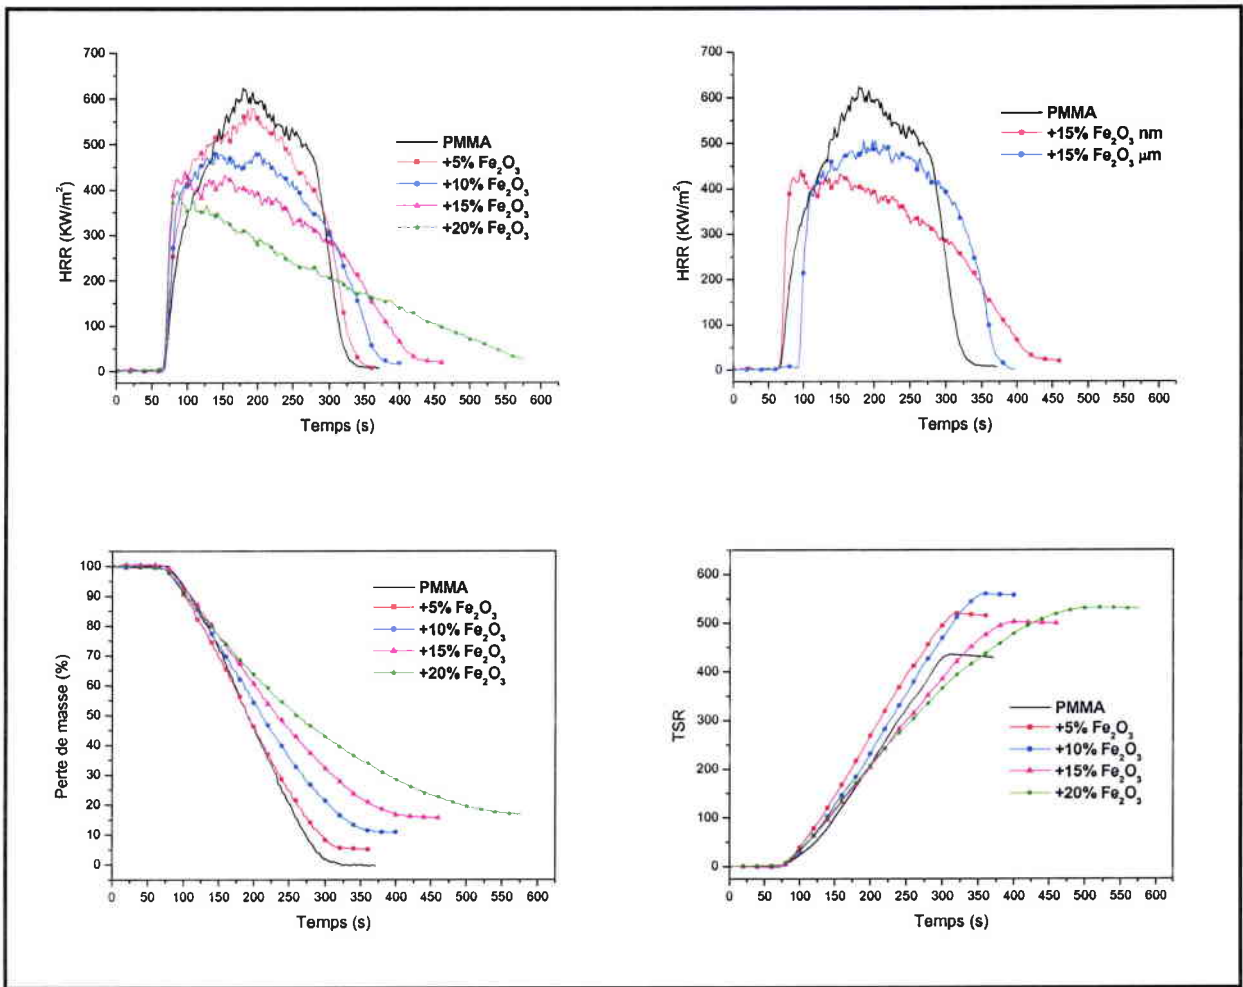 700
600
500
400
300
200
100
0
HRR (KW/m²)
0 50 100 150 200 250 300 350 400 450 500 550 600
Temps (s)
PMMA
+5% Fe₂O₃
+10% Fe₂O₃
+15% Fe₂O₃
+20% Fe₂O₃
700
600
500
400
300
200
100
0
HRR (KW/m²)
0 50 100 150 200 250 300 350 400 450 500 550 600
Temps (s)
PMMA
+15% Fe₂O₃ nm
+15% Fe₂O₃ µm
100
90
80
70
60
50
40
30
20
10
0
Perte de masse (%)
0 50 100 150 200 250 300 350 400 450 500 550 600
Temps (s)
PMMA
+5% Fe₂O₃
+10% Fe₂O₃
+15% Fe₂O₃
+20% Fe₂O₃
600
500
400
300
200
100
0
TSR
0 50 100 150 200 250 300 350 400 450 500 550 600
Temps (s)
PMMA
+5% Fe₂O₃
+10% Fe₂O₃
+15% Fe₂O₃
+20% Fe₂O₃